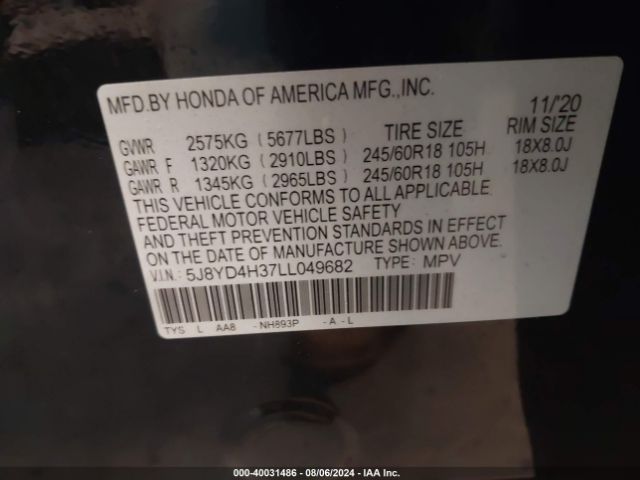 MFD.BY HONDA OF AMERICA MFG.,INC.
11/'20
GVWR 2575KG (5677LBS) TIRE SIZE RIM SIZE
GAWR F 1320KG (2910LBS) 245/60R18 105H 18X8.0J
GAWR R 1345KG (2965LBS) 245/60R18 105H 18X8.0J
THIS VEHICLE CONFORMS TO ALL APPLICABLE
FEDERAL MOTOR VEHICLE SAFETY
AND THEFT PREVENTION STANDARDS IN EFFECT
ON THE DATE OF MANUFACTURE SHOWN ABOVE.
V.I.N.: 5J8YD4H37LL049682 TYPE: MPV
TYS L AA8 -NH893P -A-L
000-40031486 - 08/06/2024 - IAA Inc.